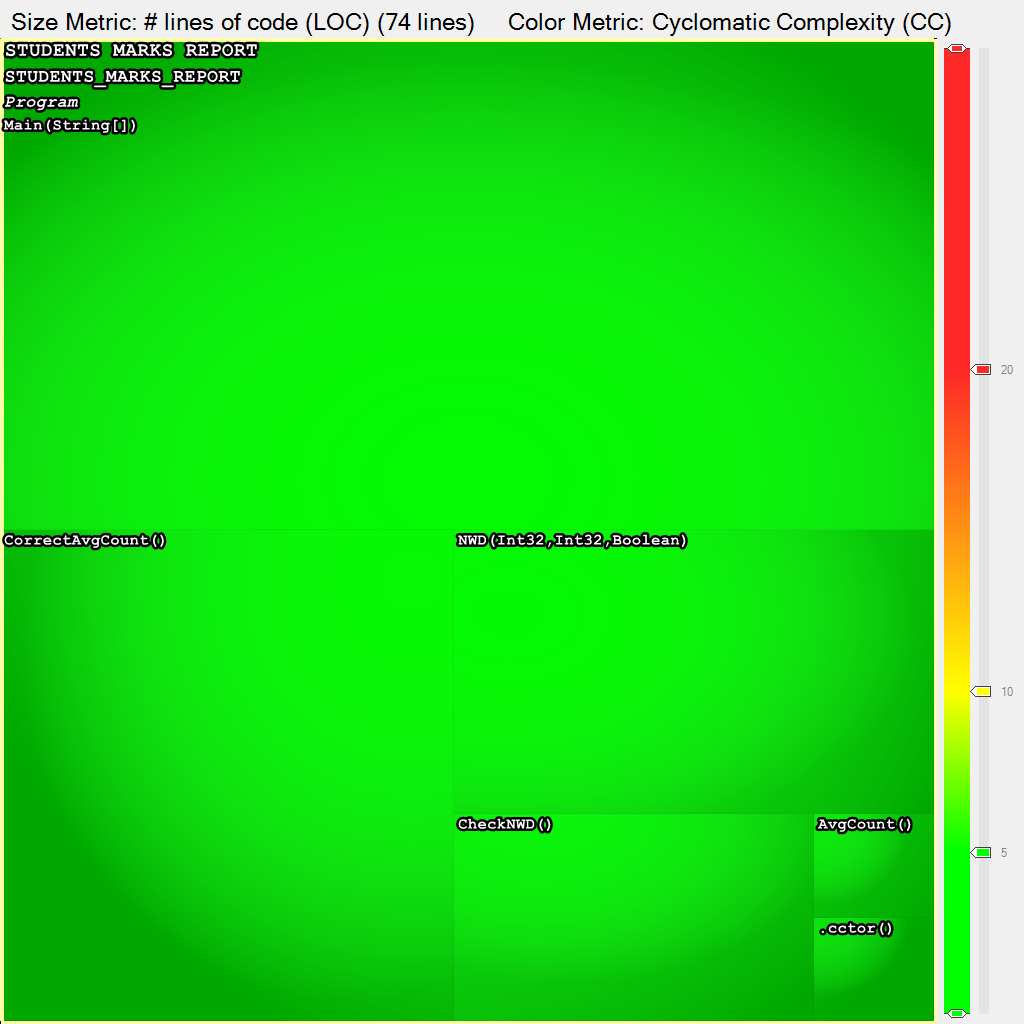 Size Metric: # lines of code (LOC) (74 lines) Color Metric: Cyclomatic Complexity (CC)
STUDENTS MARKS REPORT
STUDENTS_MARKS_REPORT
Program
Main(String[])
20
CorrectAvgCount()
NWD(Int32,Int32,Boolean)
10
CheckNWD()
AvgCount()
5
.cctor()